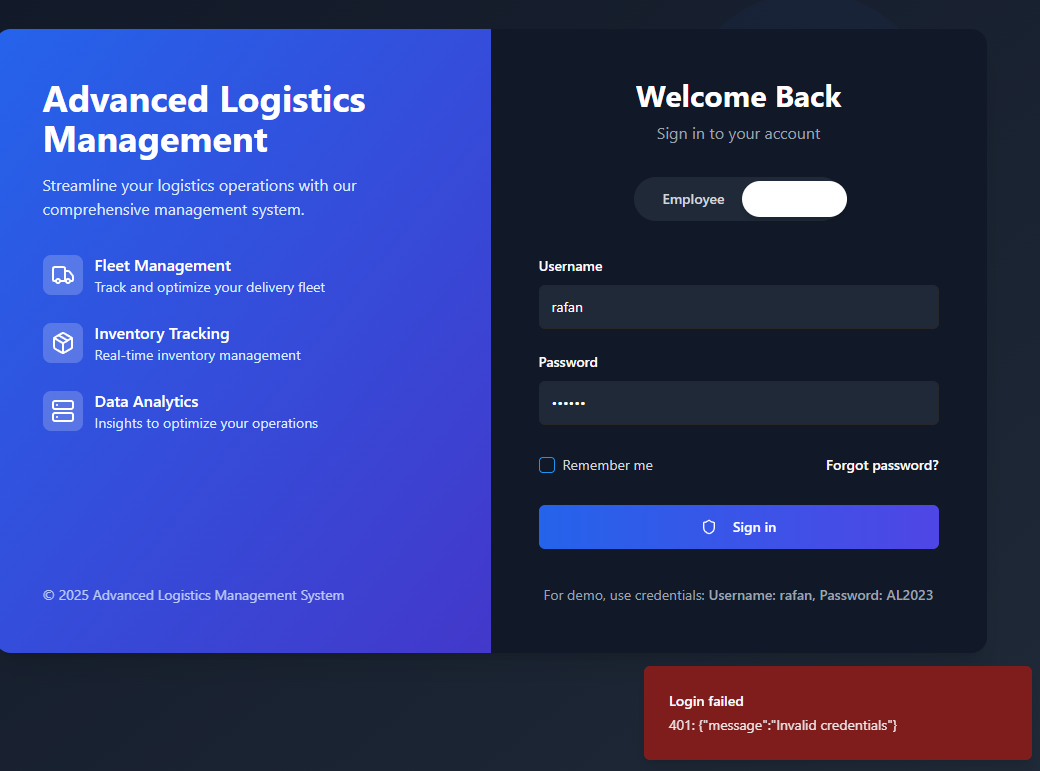 Advanced Logistics
Management
Streamline your logistics operations with our
comprehensive management system.
Fleet Management
Track and optimize your delivery fleet
Inventory Tracking
Real-time inventory management
Data Analytics
Insights to optimize your operations
© 2025 Advanced Logistics Management System
Welcome Back
Sign in to your account
Employee
Username
rafan
Password
••••••
Remember me
Forgot password?
Sign in
For demo, use credentials: Username: rafan, Password: AL2023
Login failed
401: {"message":"Invalid credentials"}